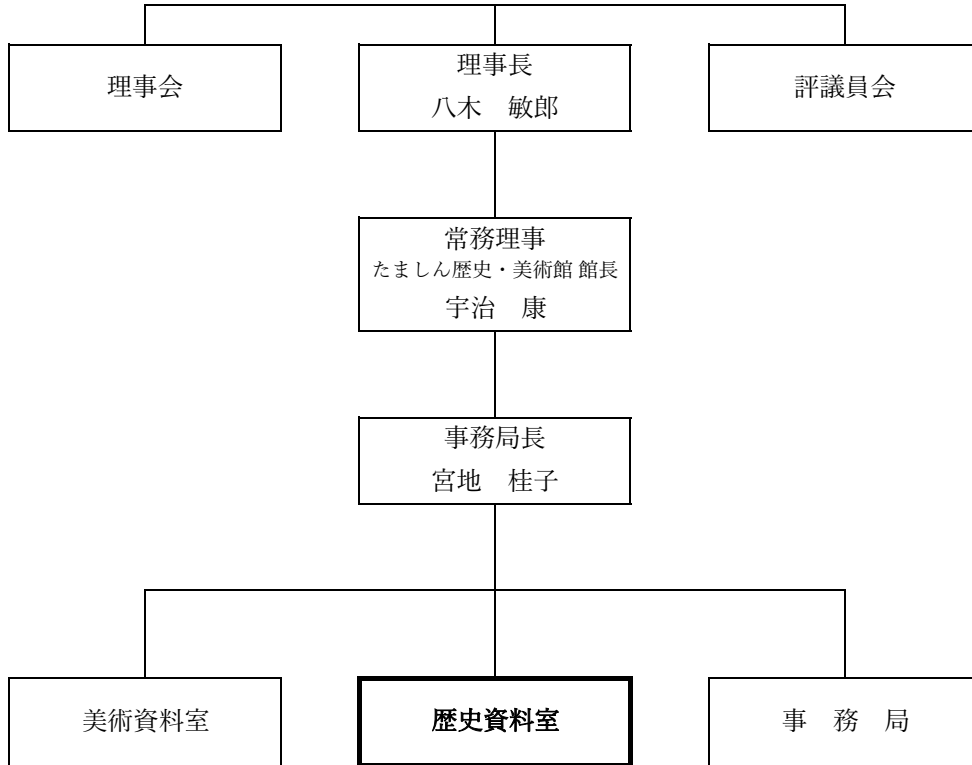 理事会
理事長
八木　敏郎
評議員会
常務理事
たましん歴史・美術館 館長
宇治　康
事務局長
宮地　桂子
美術資料室
歴史資料室
事　務　局